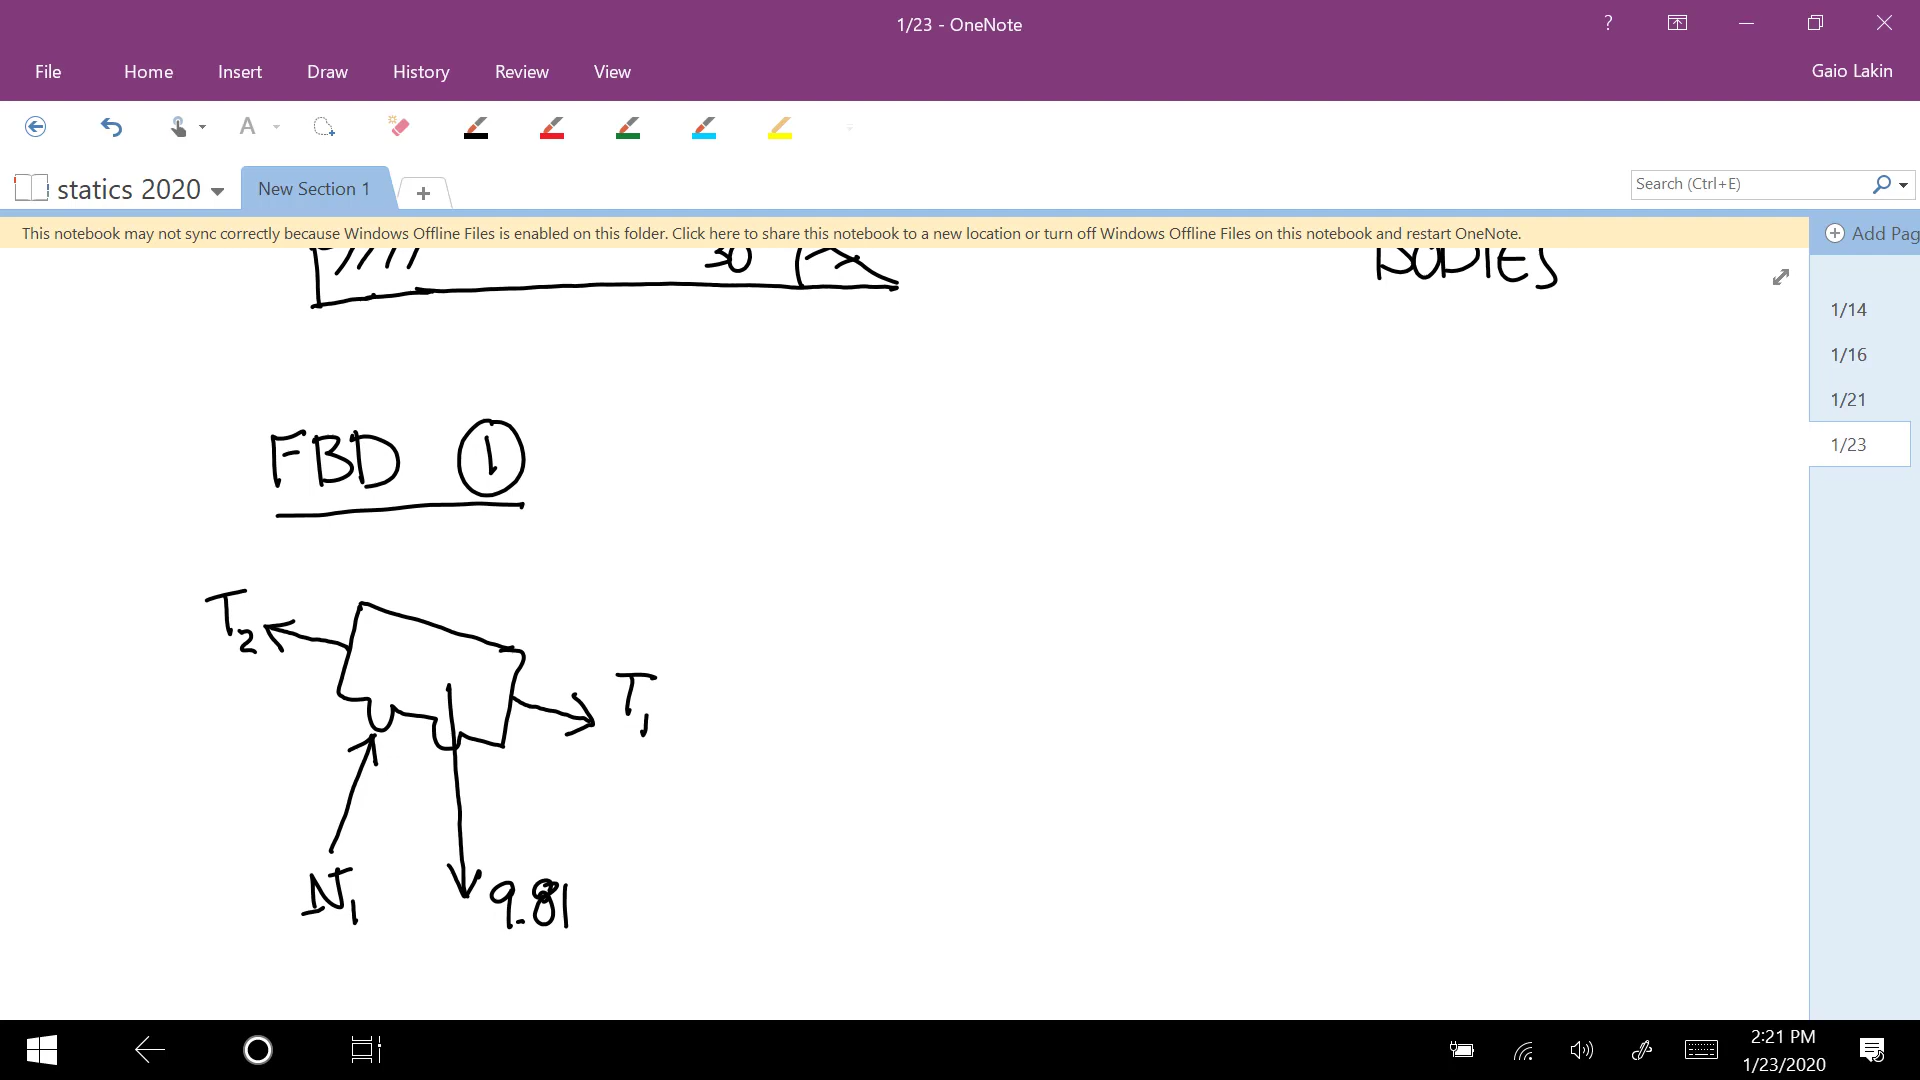 1/23 - OneNote
?
File Home Insert Draw History Review View
Gaio Lakin
A
statics 2020
New Section 1
+
Search (Ctrl+E)
This notebook may not sync correctly because Windows Offline Files is enabled on this folder. Click here to share this notebook to a new location or turn off Windows Offline Files on this notebook and restart OneNote.
Add Pag
30
BODIES
1/14
1/16
1/21
1/23
FBD 1
T2
T1
N1
9.81
2:21 PM
1/23/2020